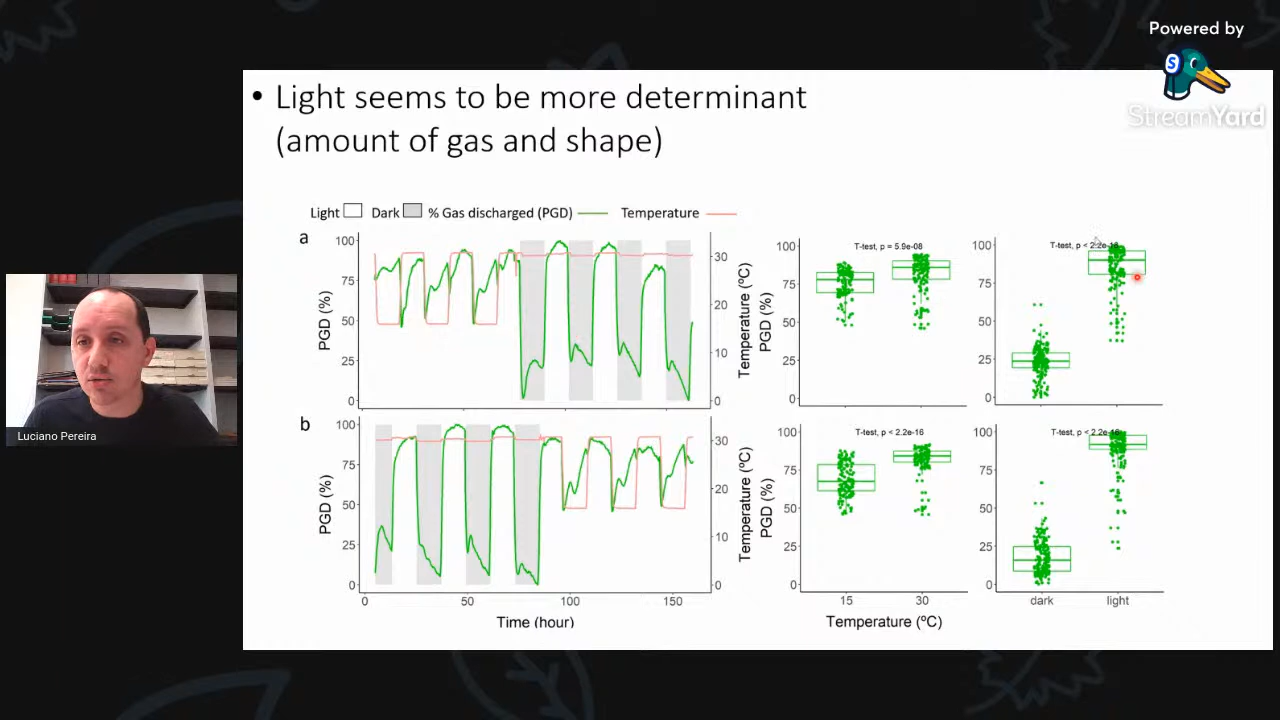 Powered by
StreamYard
• Light seems to be more determinant
(amount of gas and shape)
Light Dark % Gas discharged (PGD) Temperature
a
100
75
50
25
0
PGD (%)
30
20
10
0
Temperature (ºC)
100
75
50
25
0
PGD (%)
T-test, p = 5.9e-08
100
75
50
25
0
T-test, p < 2.2e-16
b
100
75
50
25
0
PGD (%)
30
20
10
0
Temperature (ºC)
0 50 100 150
Time (hour)
100
75
50
25
0
PGD (%)
T-test, p < 2.2e-16
15 30
Temperature (ºC)
100
75
50
25
0
T-test, p < 2.2e-16
dark light
Luciano Pereira